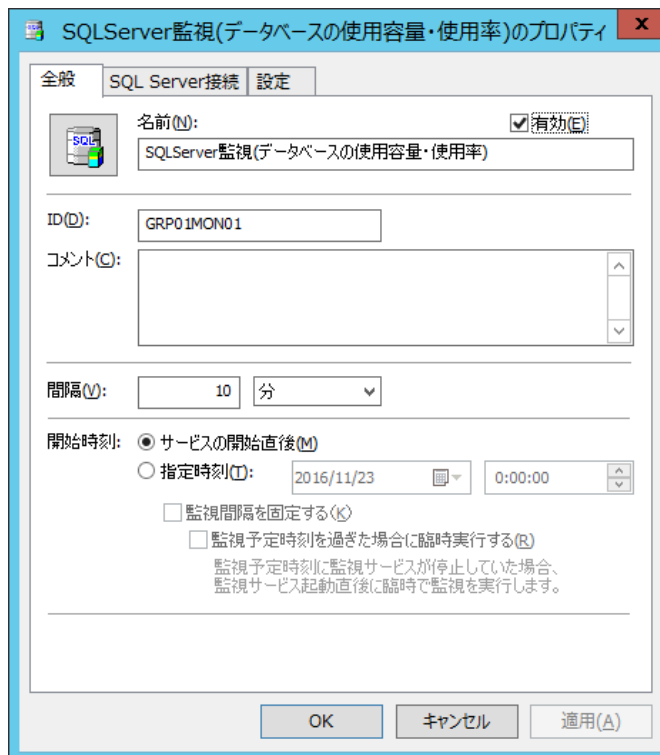 SQLServer監視(データベースの使用容量・使用率)のプロパティ
x
全般 SQL Server接続 設定
SQL
名前(N):
有効(E)
SQLServer監視(データベースの使用容量・使用率)
ID(D):
GRP01MON01
コメント(C):
間隔(V):
10
分
開始時刻:
サービスの開始直後(M)
指定時刻(T):
2016/11/23
0:00:00
監視間隔を固定する(K)
監視予定時刻を過ぎた場合に臨時実行する(R)
監視予定時刻に監視サービスが停止していた場合、
監視サービス起動直後に臨時で監視を実行します。
OK
キャンセル
適用(A)